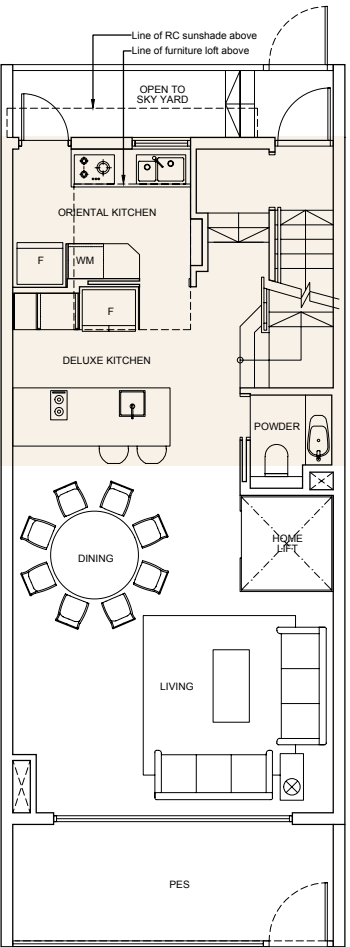 Line of RC sunshade above
Line of furniture loft above
OPEN TO
SKY YARD
ORIENTAL KITCHEN
F
WM
F
DELUXE KITCHEN
POWDER
HOME
LIFT
DINING
LIVING
PES